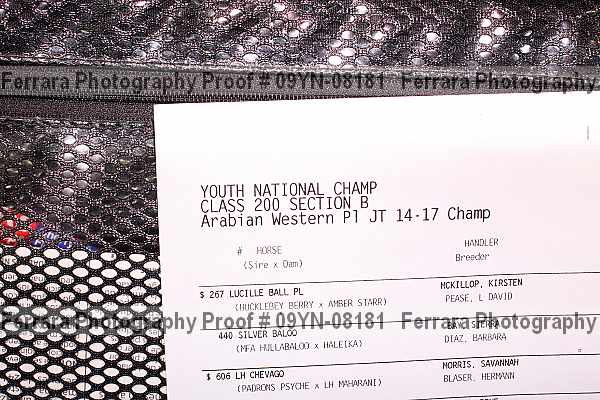 Ferrara Photography Proof # 09YN-08181 Ferrara Photography
YOUTH NATIONAL CHAMP
CLASS 200 SECTION B
Arabian Western Pl JT 14-17 Champ
# HORSE HANDLER
(Sire x Dam) Breeder
$ 267 LUCILLE BALL PL MCKILLOP, KIRSTEN
(HUCKLEBEY BERRY x AMBER STARR) PEASE, L DAVID
Ferrara Photography Proof # 09YN-08181 Ferrara Photography
440 SILVER BALOO SIERRA
(MFA HULLABALOO x HALEIKA) DIAZ, BARBARA
$ 606 LH CHEVAGO MORRIS, SAVANNAH
(PADRONS PSYCHE x LH MAHARANI) BLASER, HERMANN